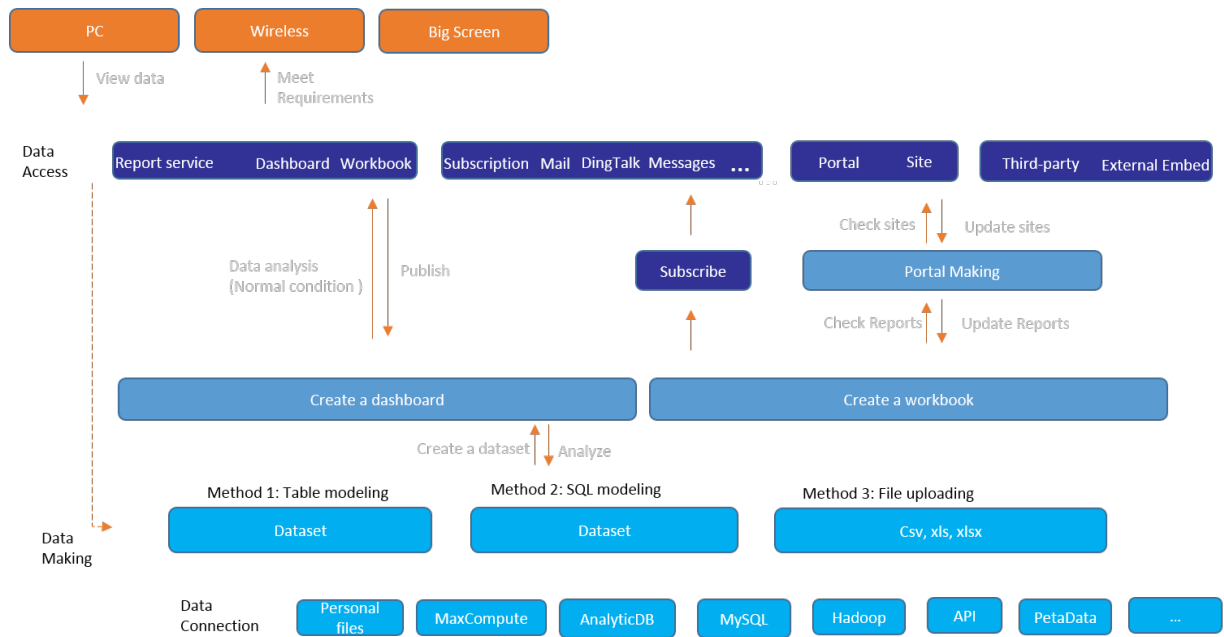 PC
Wireless
Big Screen
View data
Meet
Requirements
Data
Access
Report service
Dashboard
Workbook
Subscription
Mail
DingTalk
Messages
...
Portal
Site
Third-party
External Embed
Check sites
Update sites
Data analysis
(Normal condition )
Publish
Subscribe
Portal Making
Check Reports
Update Reports
Create a dashboard
Create a workbook
Create a dataset
Analyze
Method 1: Table modeling
Method 2: SQL modeling
Method 3: File uploading
Dataset
Dataset
Csv, xls, xlsx
Data
Making
Data
Connection
Personal
files
MaxCompute
AnalyticDB
MySQL
Hadoop
API
PetaData
...